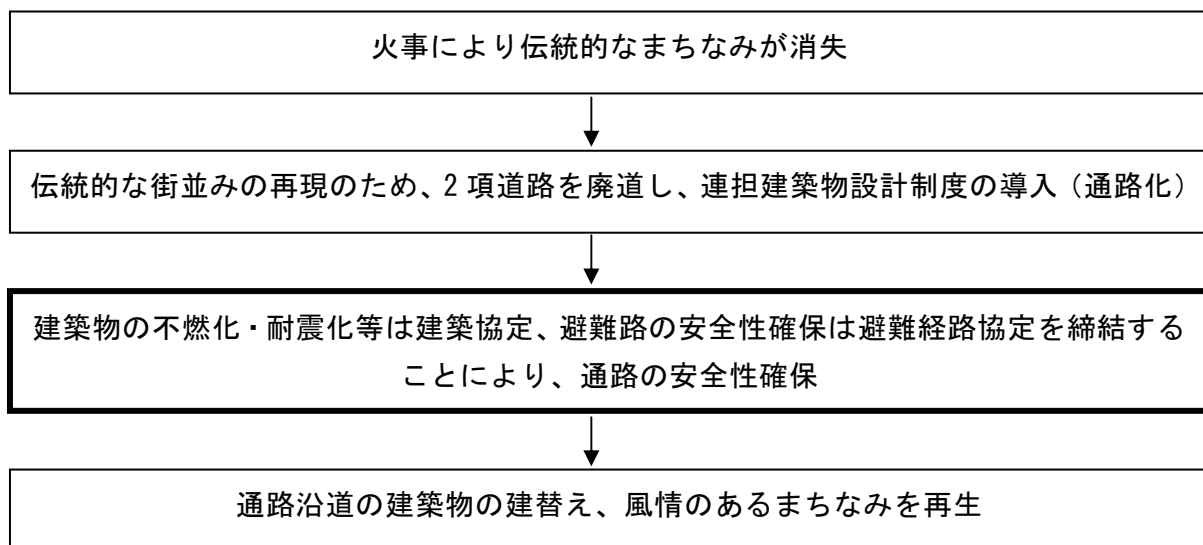 火事により伝統的なまちなみが消失
伝統的な街並みの再現のため、2 項道路を廃道し、連担建築物設計制度の導入（通路化）
建築物の不燃化・耐震化等は建築協定、避難路の安全性確保は避難経路協定を締結する
ことにより、通路の安全性確保
通路沿道の建築物の建替え、風情のあるまちなみを再生